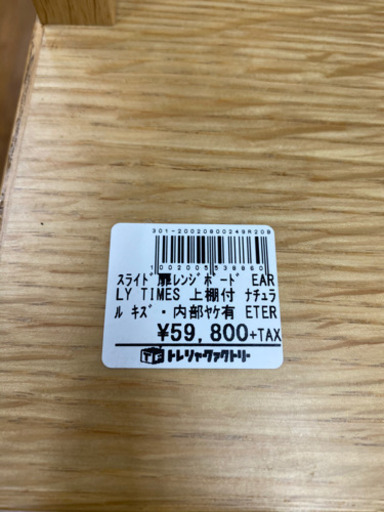 301-20020800249R209
1002005539860
ｽﾗｲﾄﾞ扉ﾚﾝｼﾞﾎﾞｰﾄﾞ EAR
LY TIMES 上棚付 ﾅﾁｭﾗ
ﾙ ｷｽﾞ・内部ﾔｹ有 ETER
¥59,800+TAX
トレジャーファクトリー